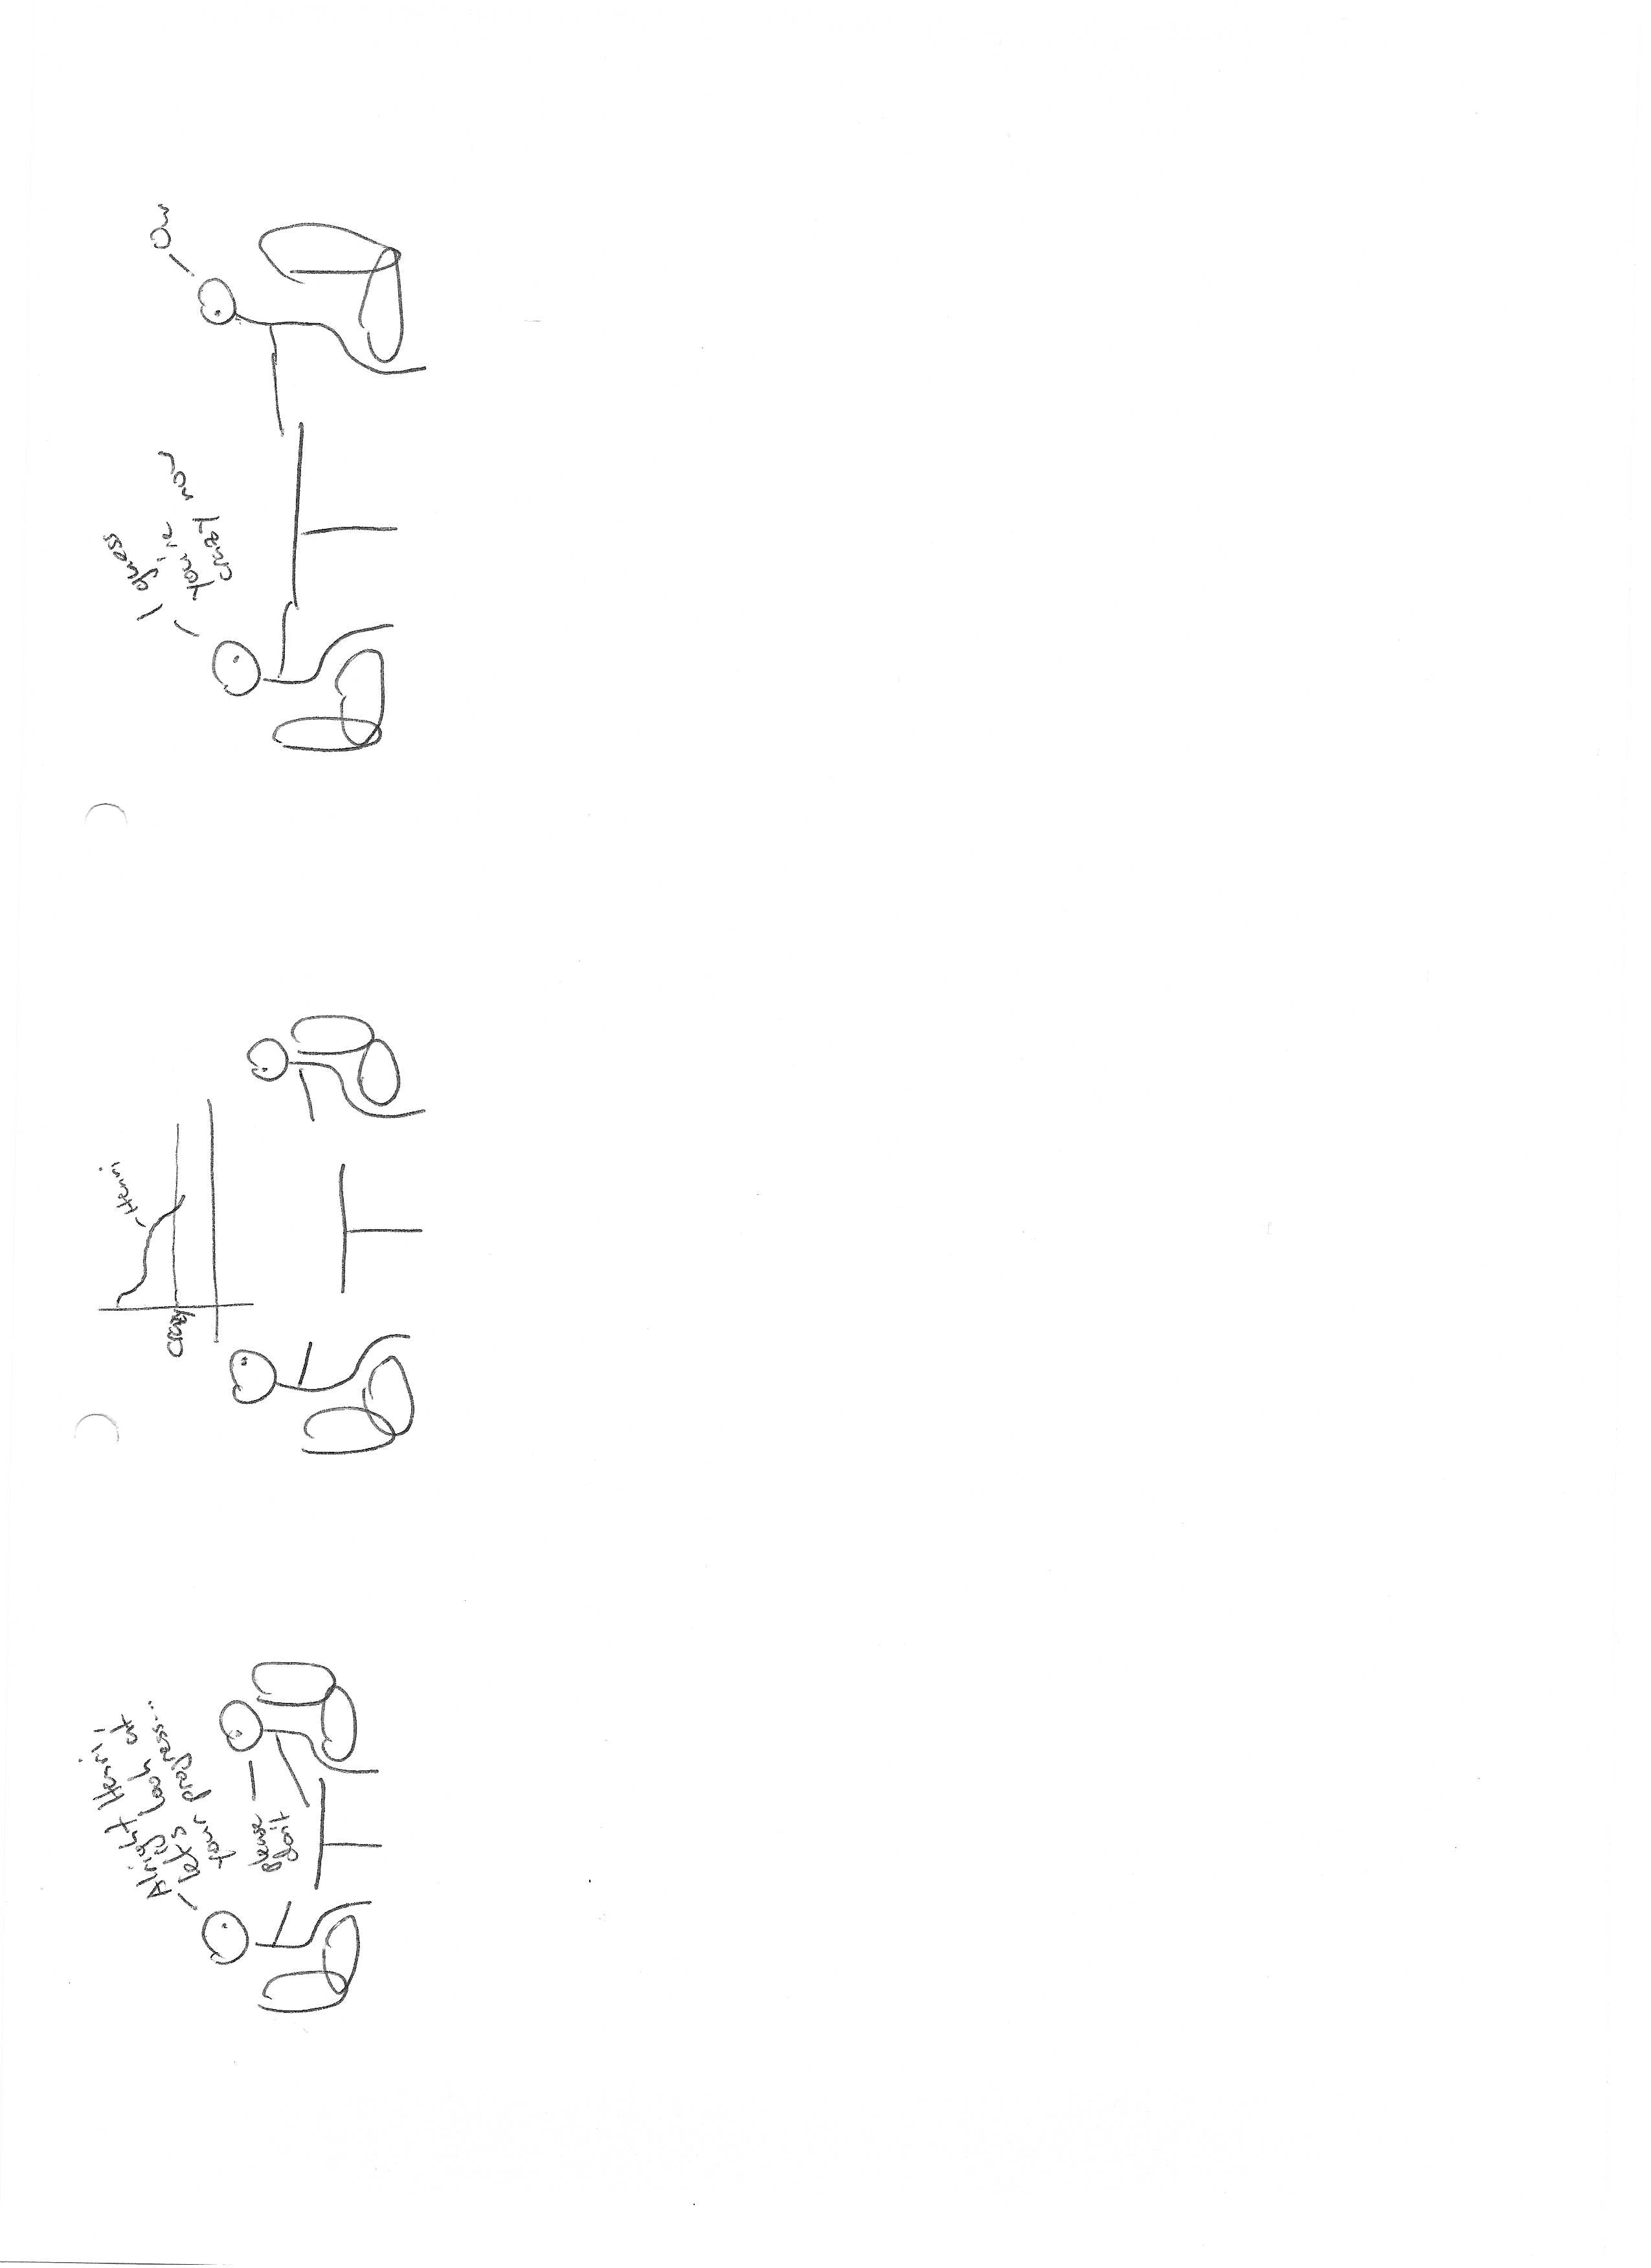 Alright Henri
let's look at
your progress...
Please
don't
Henri
crazy
I guess
you're
crazy now
Ow